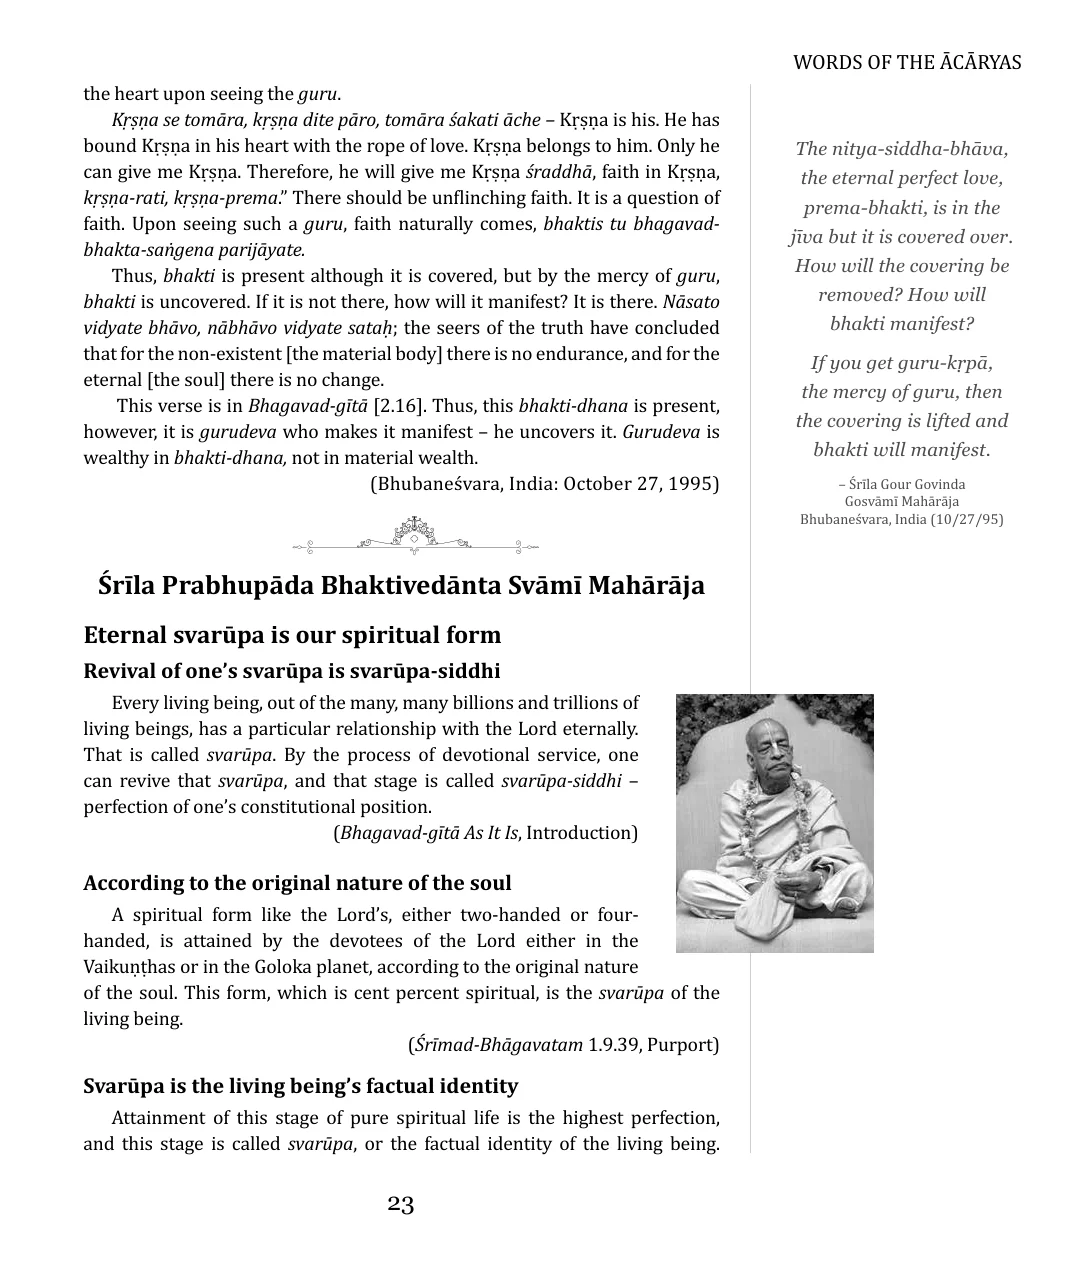 WORDS OF THE ĀCĀRYAS
the heart upon seeing the guru.
Kṛṣṇa se tomāra, kṛṣṇa dite pāro, tomāra śakati āche – Kṛṣṇa is his. He has
bound Kṛṣṇa in his heart with the rope of love. Kṛṣṇa belongs to him. Only he
can give me Kṛṣṇa. Therefore, he will give me Kṛṣṇa śraddhā, faith in Kṛṣṇa,
kṛṣṇa-rati, kṛṣṇa-prema.” There should be unflinching faith. It is a question of
faith. Upon seeing such a guru, faith naturally comes, bhaktis tu bhagavad-
bhakta-saṅgena parijāyate.
Thus, bhakti is present although it is covered, but by the mercy of guru,
bhakti is uncovered. If it is not there, how will it manifest? It is there. Nāsato
vidyate bhāvo, nābhāvo vidyate sataḥ; the seers of the truth have concluded
that for the non-existent [the material body] there is no endurance, and for the
eternal [the soul] there is no change.
This verse is in Bhagavad-gītā [2.16]. Thus, this bhakti-dhana is present,
however, it is gurudeva who makes it manifest – he uncovers it. Gurudeva is
wealthy in bhakti-dhana, not in material wealth.
(Bhubaneśvara, India: October 27, 1995)
The nitya-siddha-bhāva,
the eternal perfect love,
prema-bhakti, is in the
jīva but it is covered over.
How will the covering be
removed? How will
bhakti manifest?
If you get guru-kṛpā,
the mercy of guru, then
the covering is lifted and
bhakti will manifest.
– Śrīla Gour Govinda
Gosvāmī Mahārāja
Bhubaneśvara, India (10/27/95)
Śrīla Prabhupāda Bhaktivedānta Svāmī Mahārāja
Eternal svarūpa is our spiritual form
Revival of one’s svarūpa is svarūpa-siddhi
Every living being, out of the many, many billions and trillions of
living beings, has a particular relationship with the Lord eternally.
That is called svarūpa. By the process of devotional service, one
can revive that svarūpa, and that stage is called svarūpa-siddhi –
perfection of one’s constitutional position.
(Bhagavad-gītā As It Is, Introduction)
According to the original nature of the soul
A spiritual form like the Lord’s, either two-handed or four-
handed, is attained by the devotees of the Lord either in the
Vaikuṇṭhas or in the Goloka planet, according to the original nature
of the soul. This form, which is cent percent spiritual, is the svarūpa of the
living being.
(Śrīmad-Bhāgavatam 1.9.39, Purport)
Svarūpa is the living being’s factual identity
Attainment of this stage of pure spiritual life is the highest perfection,
and this stage is called svarūpa, or the factual identity of the living being.
23